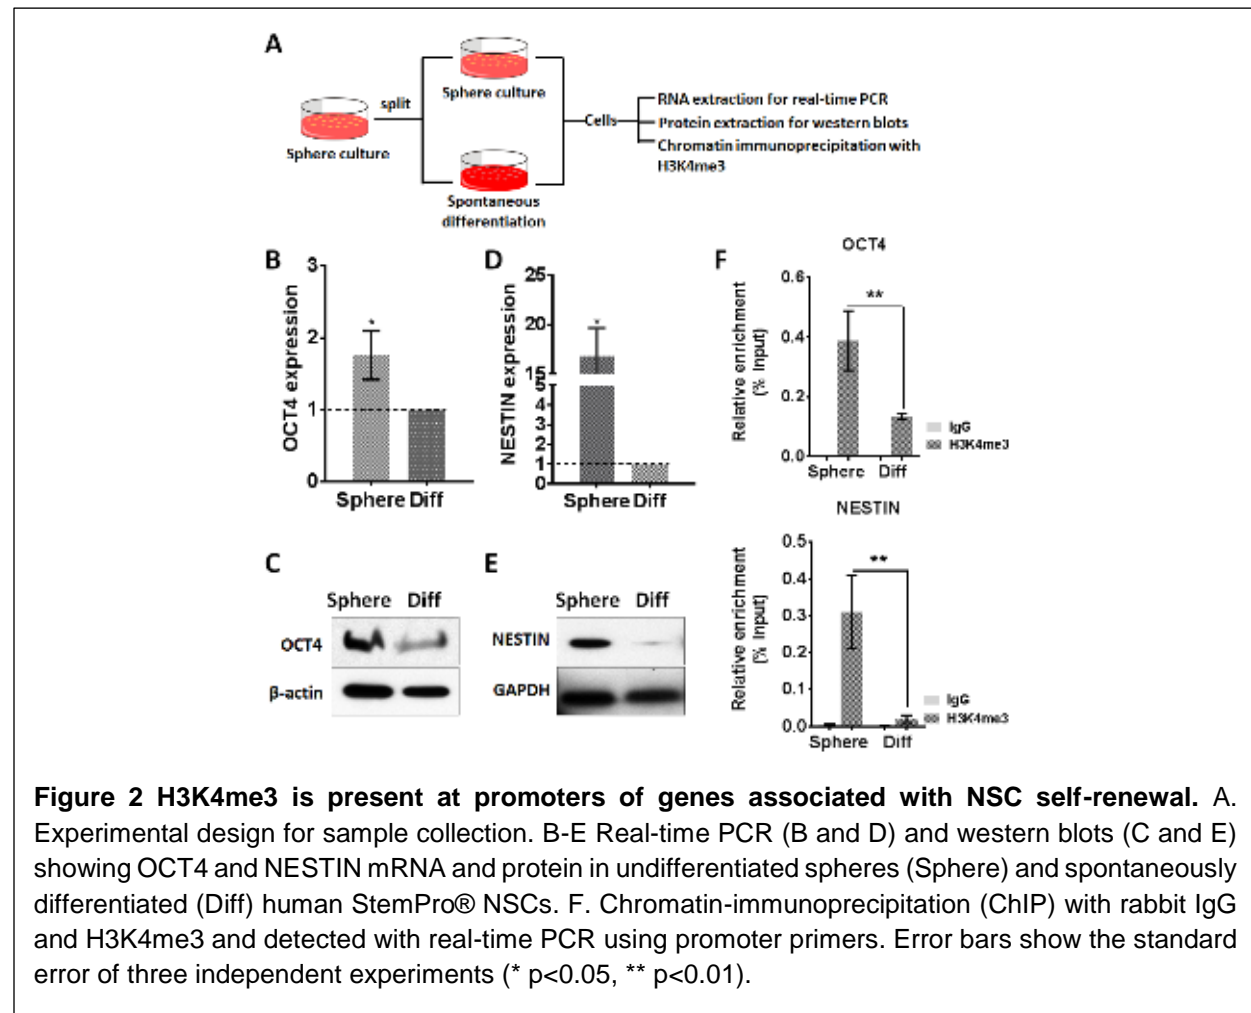 A
split
Sphere culture
Sphere culture
Spontaneous
differentiation
Cells
RNA extraction for real-time PCR
Protein extraction for western blots
Chromatin immunoprecipitation with
H3K4me3
B
OCT4 expression
3
2
1
0
*
Sphere Diff
D
NESTIN expression
25
20
15
5
4
3
2
1
0
*
Sphere Diff
F
OCT4
Relative enrichment
(% Input)
0.6
0.4
0.2
0.0
**
Sphere Diff
IgG
H3K4me3
C
Sphere Diff
OCT4
β-actin
E
Sphere Diff
NESTIN
GAPDH
NESTIN
Relative enrichment
(% Input)
0.5
0.4
0.3
0.2
0.1
0.0
**
Sphere Diff
IgG
H3K4me3
Figure 2 H3K4me3 is present at promoters of genes associated with NSC self-renewal. A.
Experimental design for sample collection. B-E Real-time PCR (B and D) and western blots (C and E)
showing OCT4 and NESTIN mRNA and protein in undifferentiated spheres (Sphere) and spontaneously
differentiated (Diff) human StemPro® NSCs. F. Chromatin-immunoprecipitation (ChIP) with rabbit IgG
and H3K4me3 and detected with real-time PCR using promoter primers. Error bars show the standard
error of three independent experiments (* p<0.05, ** p<0.01).